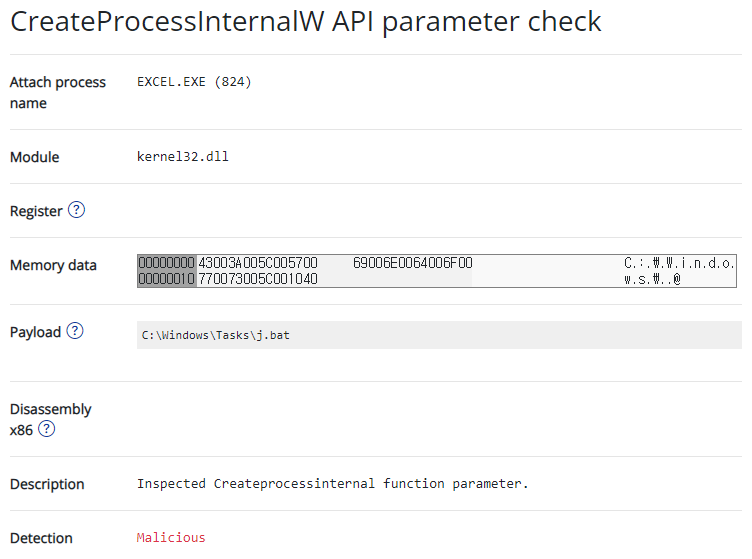 CreateProcessInternalW API parameter check
Attach process name
EXCEL.EXE (824)
Module
kernel32.dll
Register ?
Memory data
00000000 43003A005C005700 69006E0064006F00 C.:.₩.W.i.n.d.o.
00000010 770073005C001040 w.s.₩..@
Payload ?
C:\Windows\Tasks\j.bat
Disassembly x86 ?
Description
Inspected Createprocessinternal function parameter.
Detection
Malicious